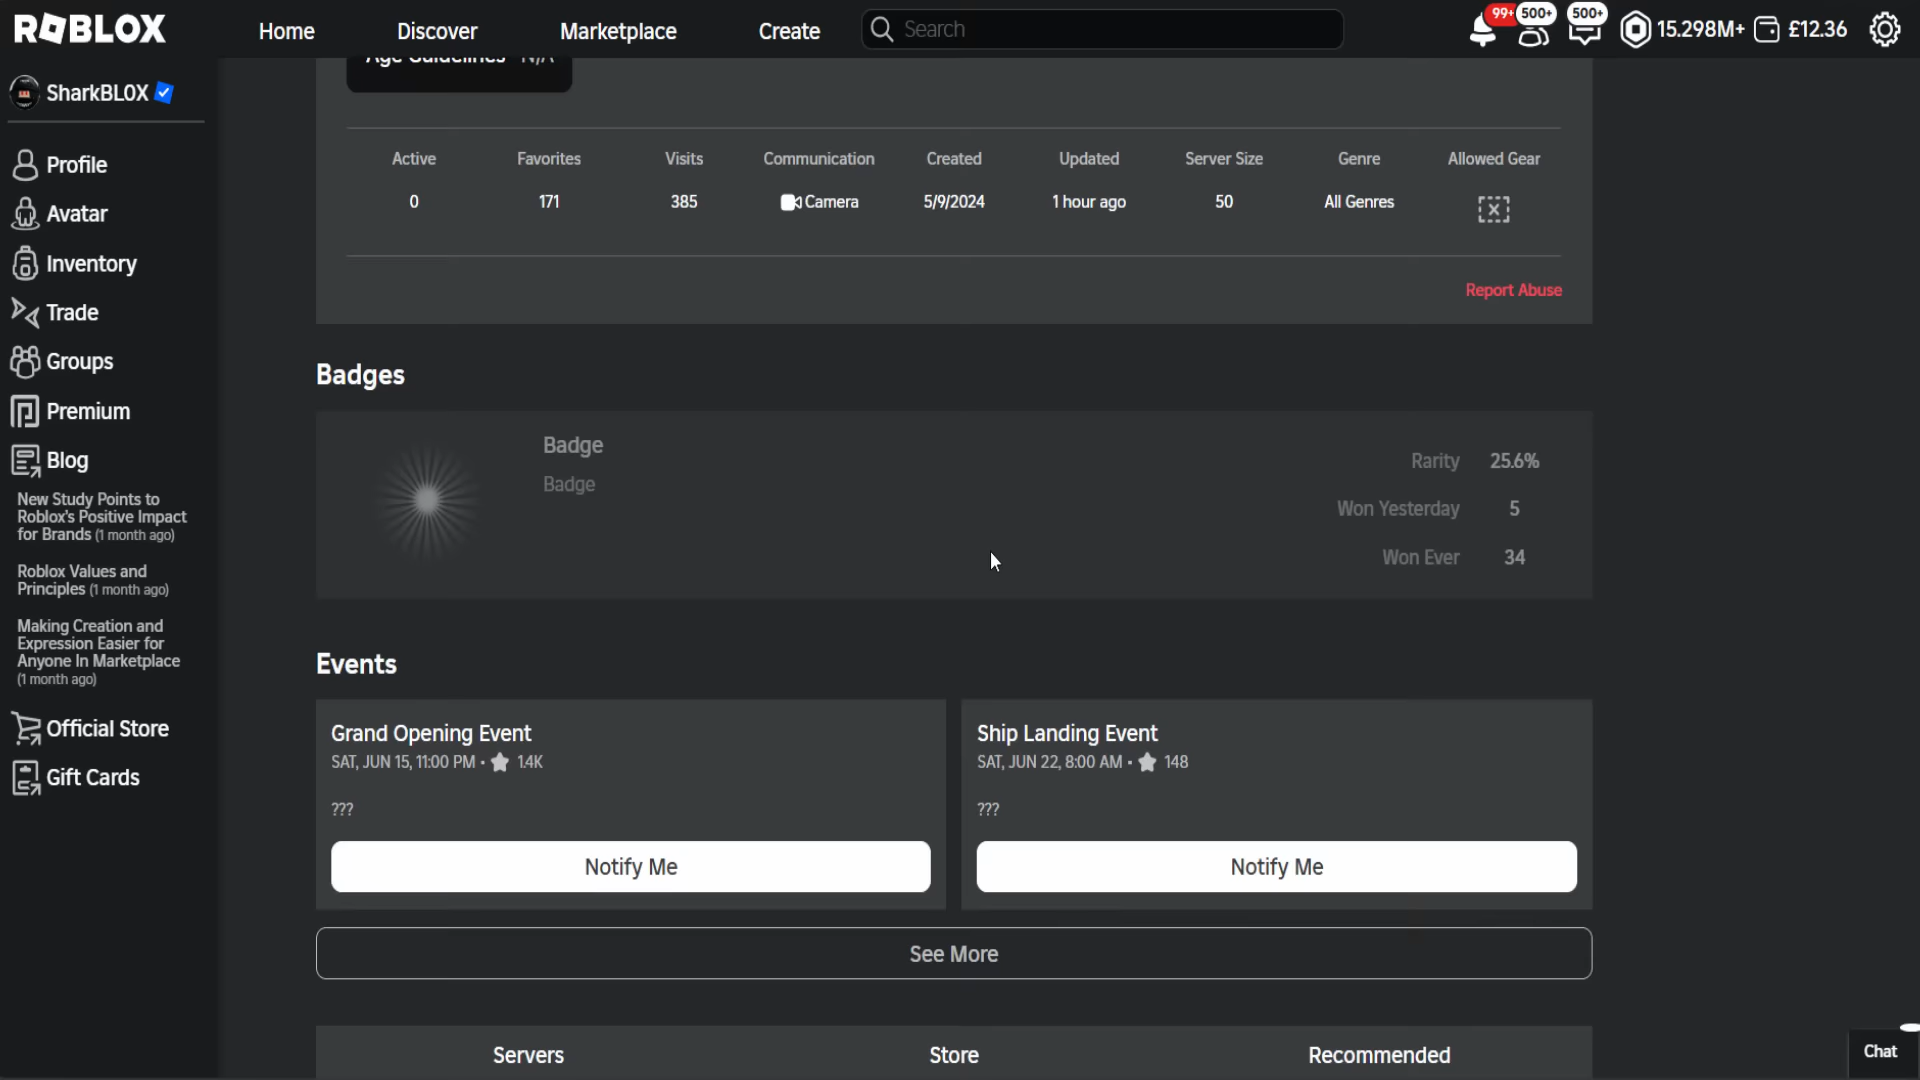 ROBLOX
Home
Discover
Marketplace
Create
Search
99+
500+
500+
15.298M+
£12.36
SharkBL0X
Profile
Avatar
Inventory
Trade
Groups
Premium
Blog
New Study Points to
Roblox's Positive Impact
for Brands (1 month ago)
Roblox Values and
Principles (1 month ago)
Making Creation and
Expression Easier for
Anyone In Marketplace
(1 month ago)
Official Store
Gift Cards
Age Guidelines N/A
Active
Favorites
Visits
Communication
Created
Updated
Server Size
Genre
Allowed Gear
0
171
385
Camera
5/9/2024
1 hour ago
50
All Genres
Report Abuse
Badges
Badge
Badge
Rarity 25.6%
Won Yesterday 5
Won Ever 34
Events
Grand Opening Event
SAT, JUN 15, 11:00 PM • 1.4K
???
Notify Me
Ship Landing Event
SAT, JUN 22, 8:00 AM • 148
???
Notify Me
See More
Servers
Store
Recommended
Chat